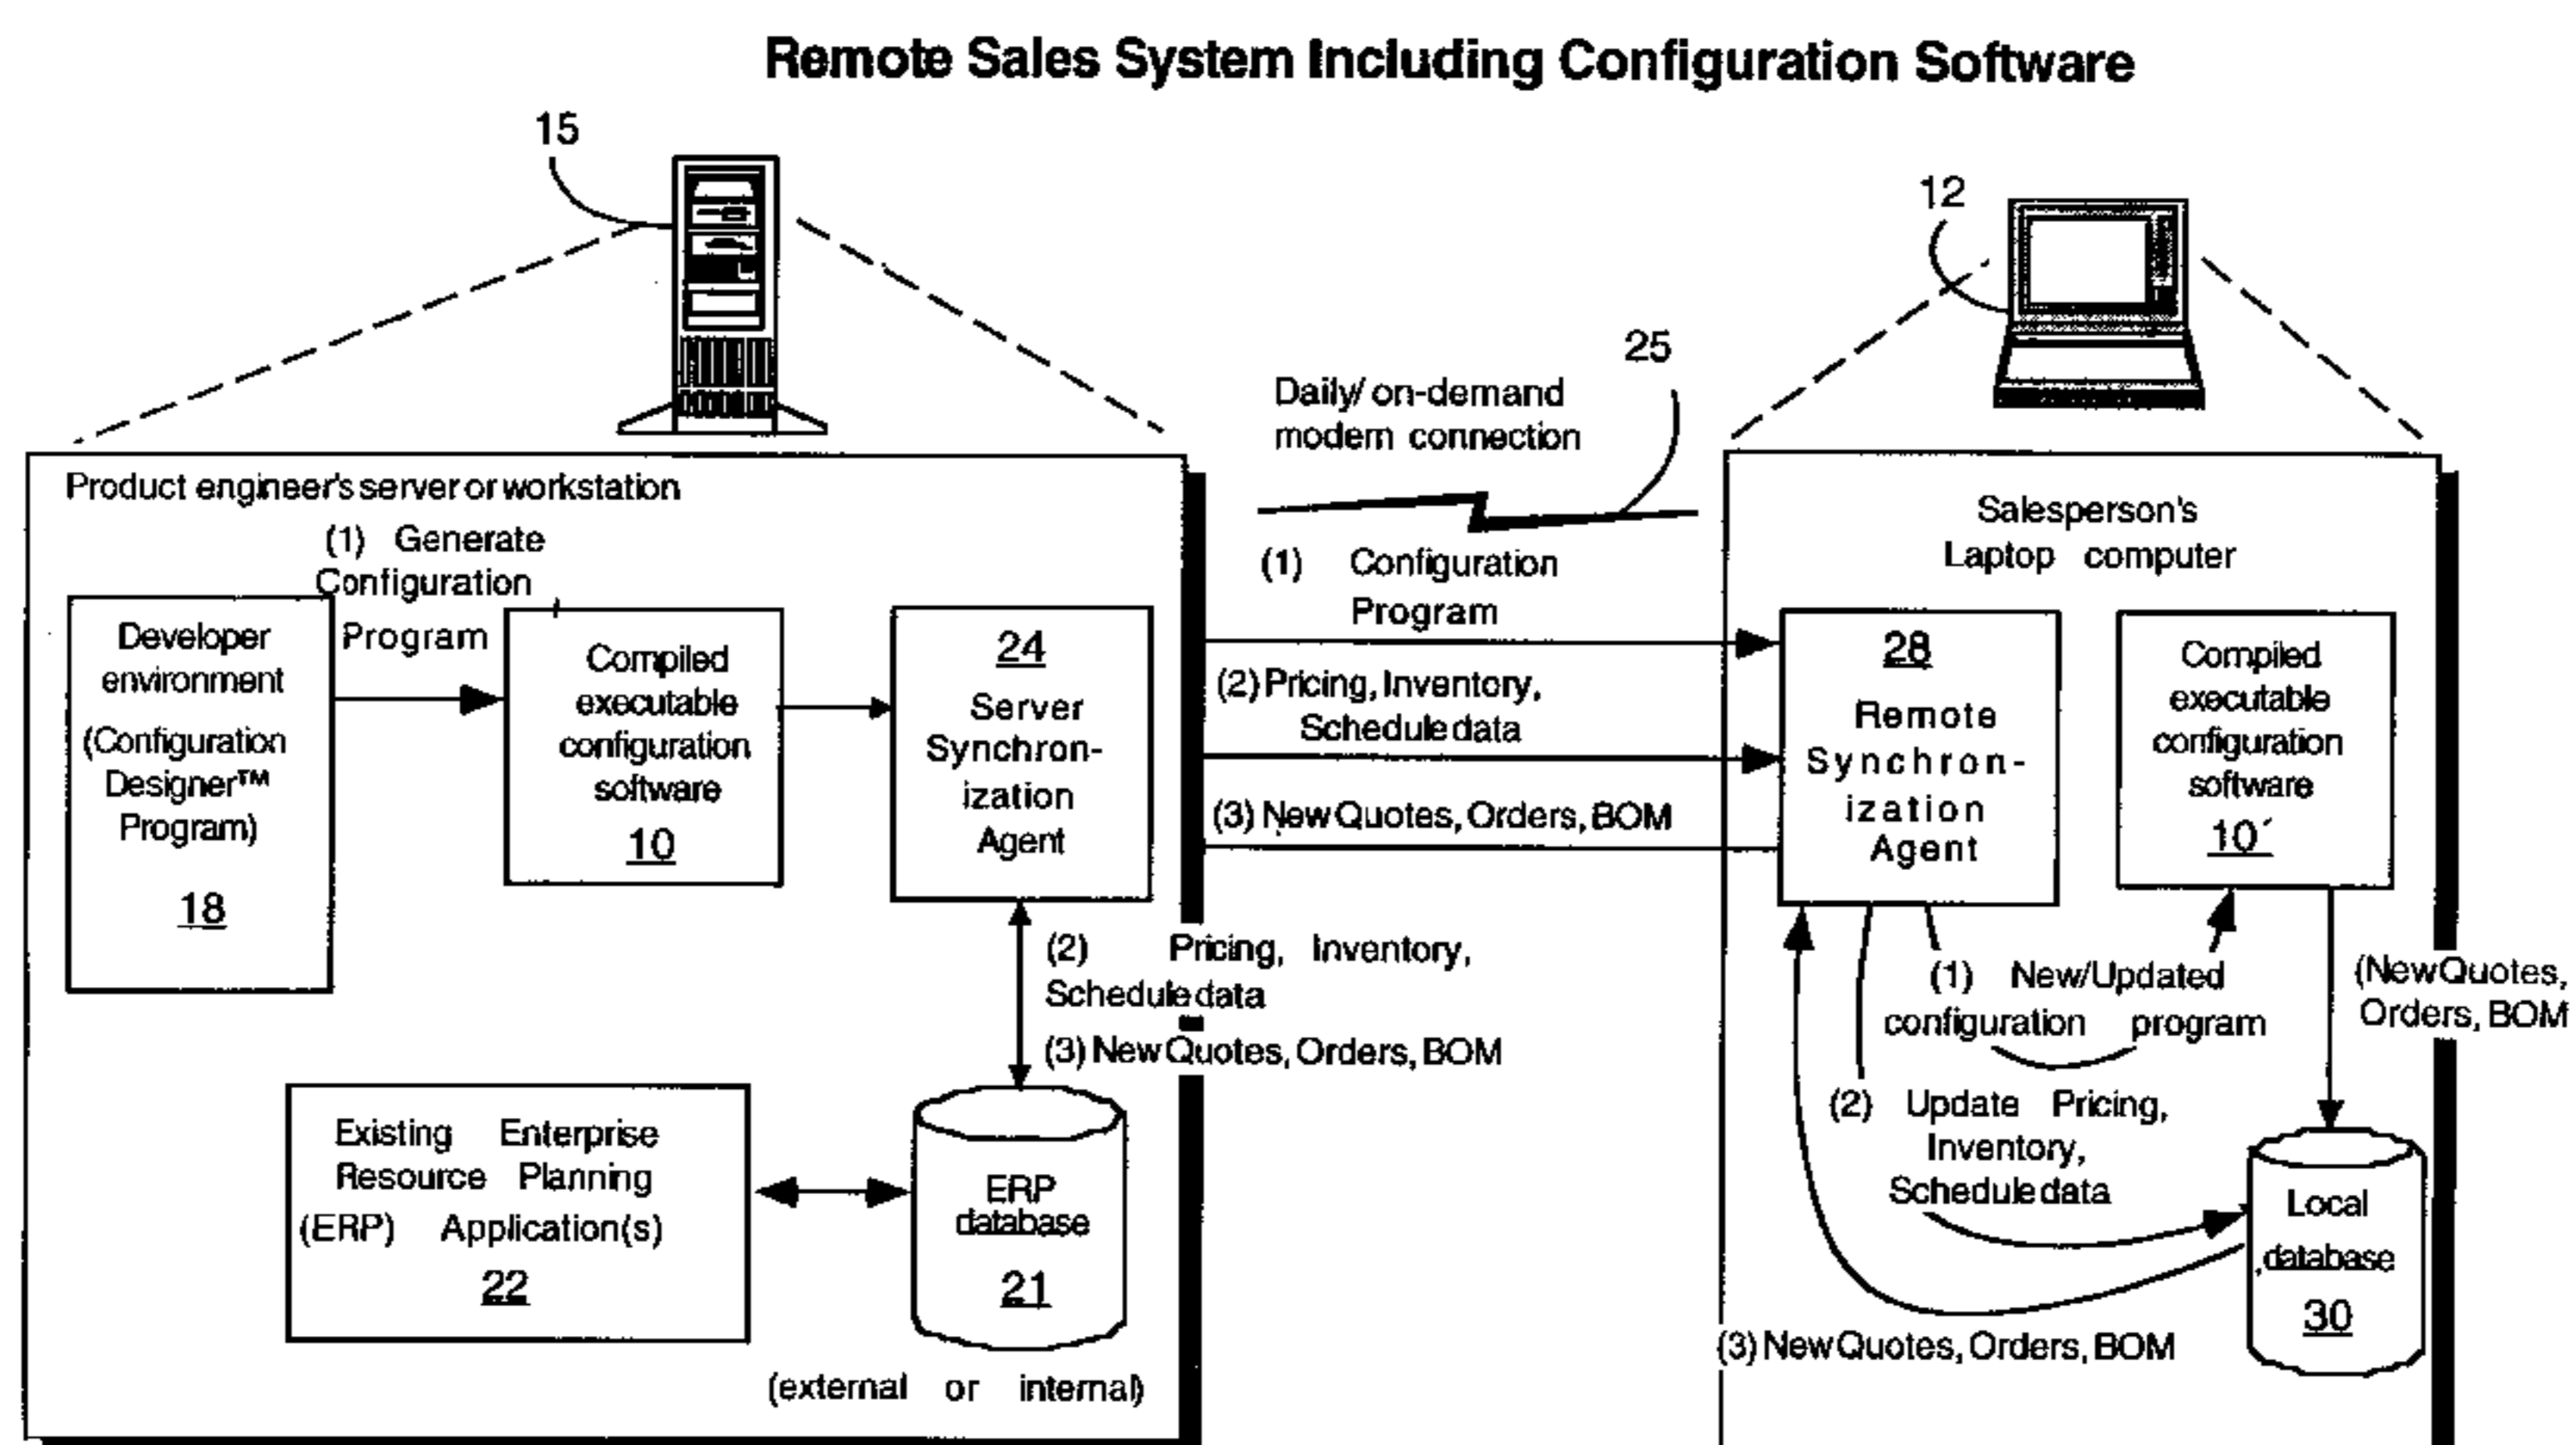 Remote Sales System Including Configuration Software
15
12
25
Daily/ on-demand
modem connection
Product engineer's server or workstation
(1) Generate
Configuration
Program
Developer
environment
(Configuration
Designer™
Program)
18
Compiled
executable
configuration
software
10
24
Server
Synchron-
ization
Agent
(2) Pricing, Inventory,
Schedule data
(3) New Quotes, Orders, BOM
Existing Enterprise
Resource Planning
(ERP) Application(s)
22
ERP
database
21
(external or internal)
(1) Configuration
Program
(2) Pricing, Inventory,
Schedule data
(3) New Quotes, Orders, BOM
Salesperson's
Laptop computer
28
Remote
Synchron-
ization
Agent
Compiled
executable
configuration
software
10´
(1) New/Updated
configuration program
(New Quotes,
Orders, BOM
(2) Update Pricing,
Inventory,
Schedule data
Local
database
30
(3) New Quotes, Orders, BOM